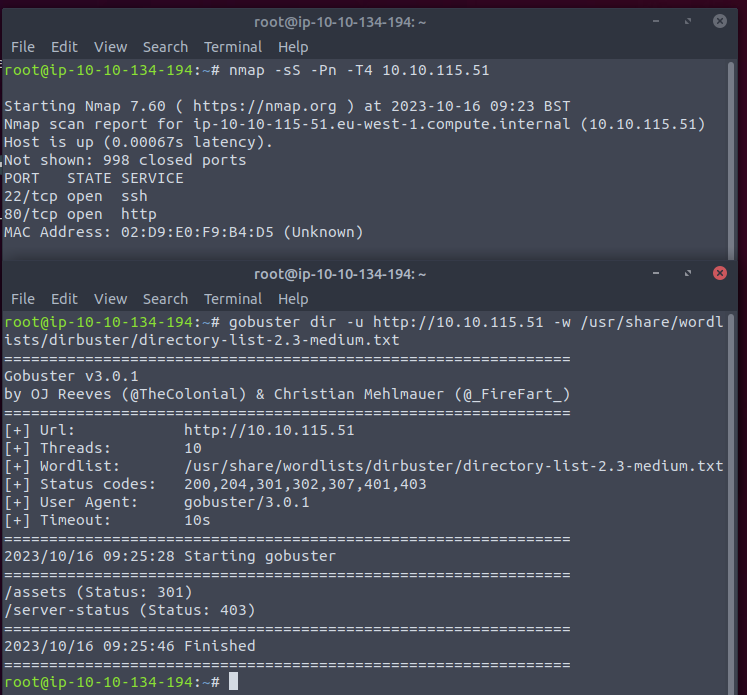 root@ip-10-10-134-194: ~
File Edit View Search Terminal Help
root@ip-10-10-134-194:~# nmap -sS -Pn -T4 10.10.115.51
Starting Nmap 7.60 ( https://nmap.org ) at 2023-10-16 09:23 BST
Nmap scan report for ip-10-10-115-51.eu-west-1.compute.internal (10.10.115.51)
Host is up (0.00067s latency).
Not shown: 998 closed ports
PORT   STATE SERVICE
22/tcp open  ssh
80/tcp open  http
MAC Address: 02:D9:E0:F9:B4:D5 (Unknown)
root@ip-10-10-134-194: ~
File Edit View Search Terminal Help
root@ip-10-10-134-194:~# gobuster dir -u http://10.10.115.51 -w /usr/share/wordl
ists/dirbuster/directory-list-2.3-medium.txt
===============================================================
Gobuster v3.0.1
by OJ Reeves (@TheColonial) & Christian Mehlmauer (@_FireFart_)
===============================================================
[+] Url:            http://10.10.115.51
[+] Threads:        10
[+] Wordlist:       /usr/share/wordlists/dirbuster/directory-list-2.3-medium.txt
[+] Status codes:   200,204,301,302,307,401,403
[+] User Agent:     gobuster/3.0.1
[+] Timeout:        10s
===============================================================
2023/10/16 09:25:28 Starting gobuster
===============================================================
/assets (Status: 301)
/server-status (Status: 403)
===============================================================
2023/10/16 09:25:46 Finished
===============================================================
root@ip-10-10-134-194:~#